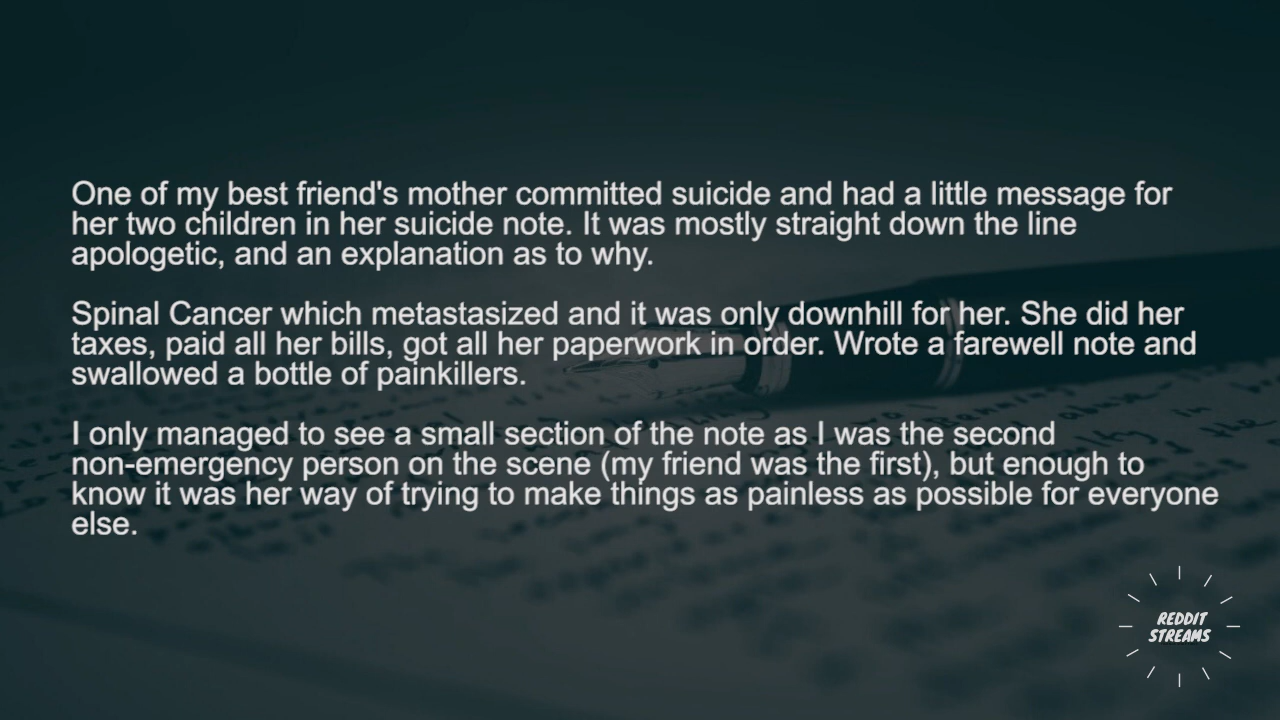 One of my best friend's mother committed suicide and had a little message for
her two children in her suicide note. It was mostly straight down the line
apologetic, and an explanation as to why.
Spinal Cancer which metastasized and it was only downhill for her. She did her
taxes, paid all her bills, got all her paperwork in order. Wrote a farewell note and
swallowed a bottle of painkillers.
I only managed to see a small section of the note as I was the second
non-emergency person on the scene (my friend was the first), but enough to
know it was her way of trying to make things as painless as possible for everyone
else.
REDDIT
STREAMS